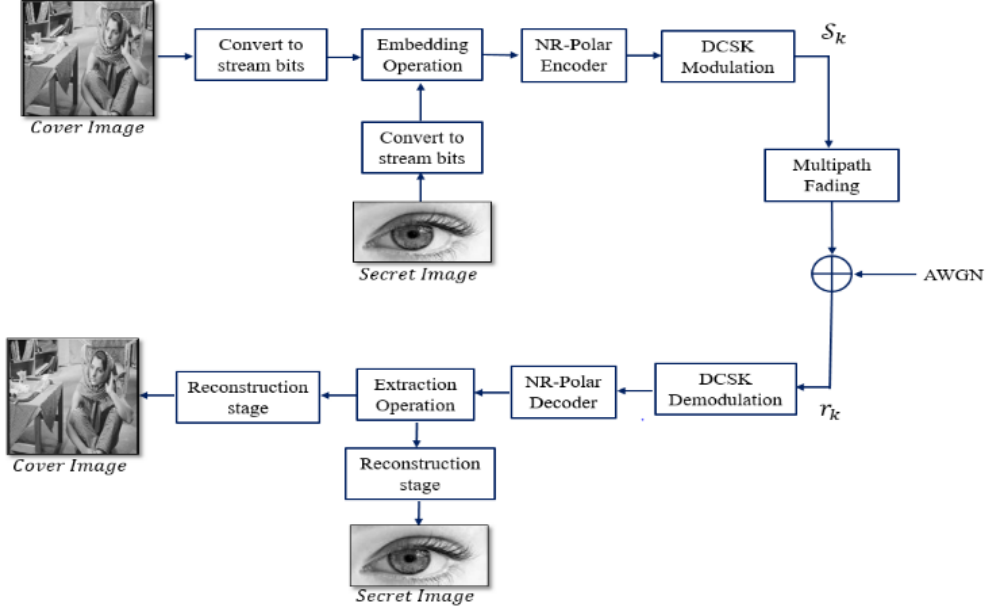 Convert to
stream bits
Embedding
Operation
NR-Polar
Encoder
DCSK
Modulation
S_k
Cover Image
Convert to
stream bits
Multipath
Fading
Secret Image
AWGN
Reconstruction
stage
Extraction
Operation
NR-Polar
Decoder
DCSK
Demodulation
r_k
Cover Image
Reconstruction
stage
Secret Image